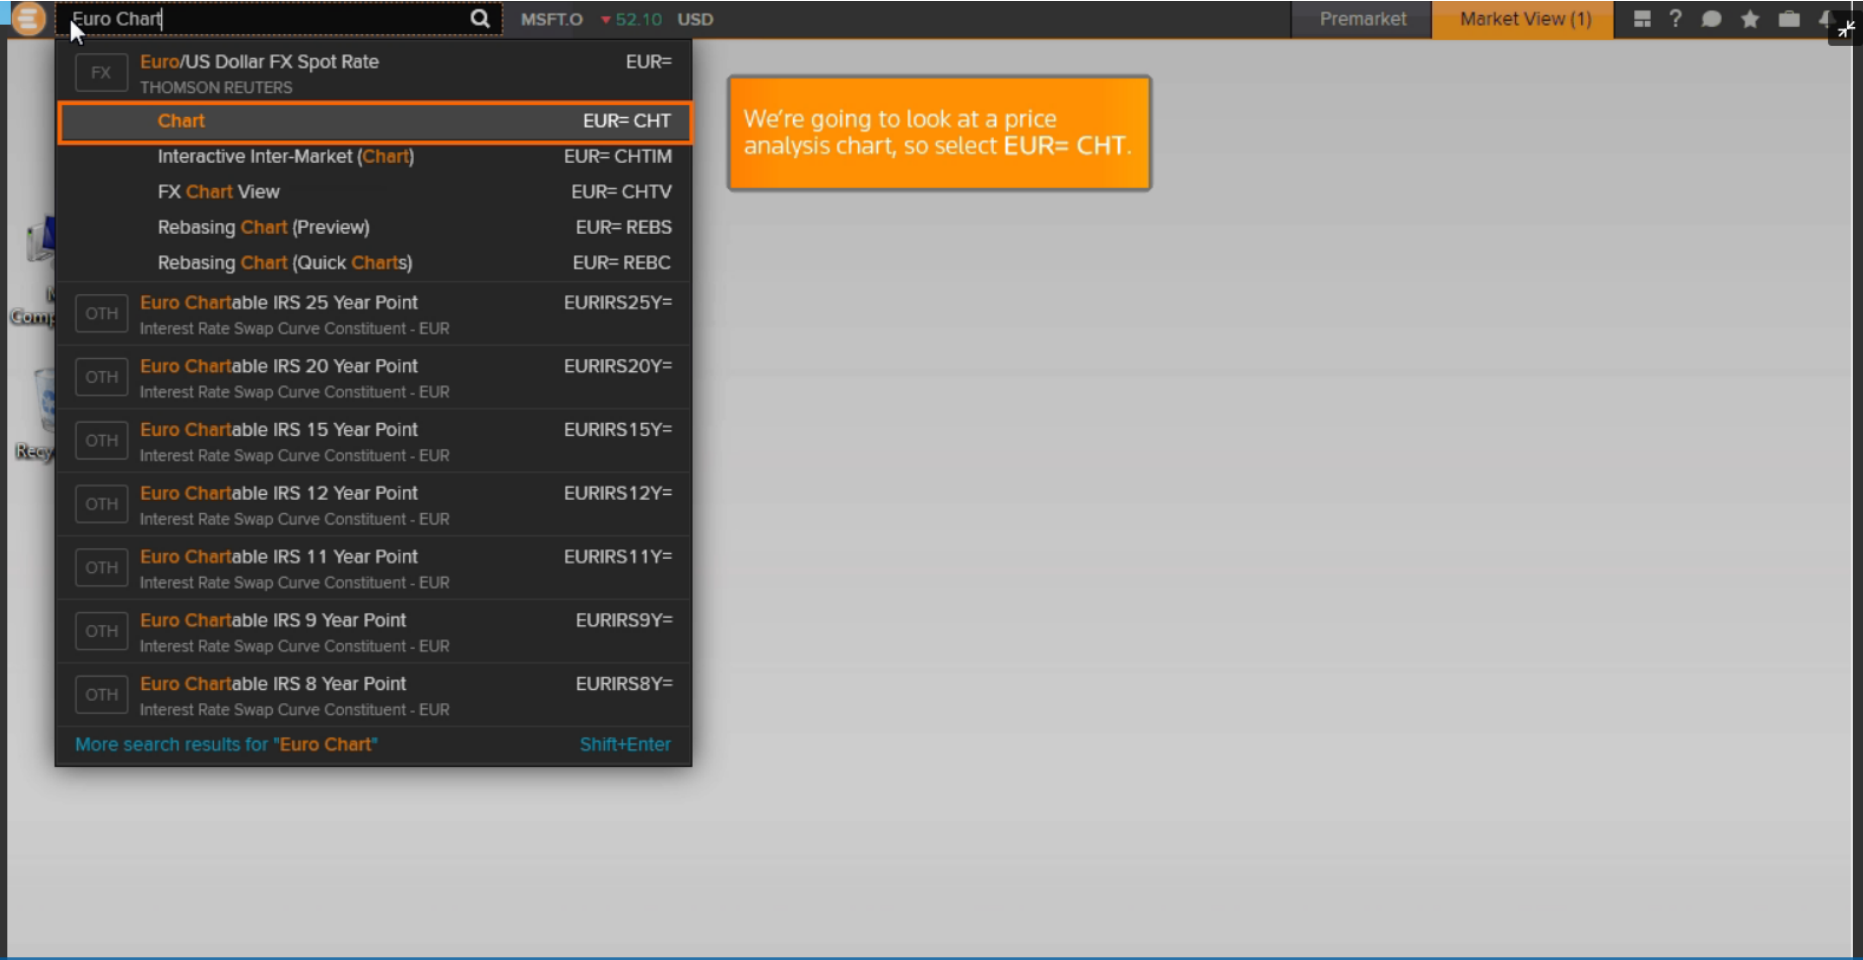 Euro Chart
MSFT.O ▼52.10 USD
Premarket
Market View (1)
?
Euro/US Dollar FX Spot Rate EUR=
FX
THOMSON REUTERS
Chart EUR= CHT
Interactive Inter-Market (Chart) EUR= CHTIM
FX Chart View EUR= CHTV
Rebasing Chart (Preview) EUR= REBS
Rebasing Chart (Quick Charts) EUR= REBC
Euro Chartable IRS 25 Year Point EURIRS25Y=
OTH
Interest Rate Swap Curve Constituent - EUR
Euro Chartable IRS 20 Year Point EURIRS20Y=
OTH
Interest Rate Swap Curve Constituent - EUR
Euro Chartable IRS 15 Year Point EURIRS15Y=
OTH
Interest Rate Swap Curve Constituent - EUR
Euro Chartable IRS 12 Year Point EURIRS12Y=
OTH
Interest Rate Swap Curve Constituent - EUR
Euro Chartable IRS 11 Year Point EURIRS11Y=
OTH
Interest Rate Swap Curve Constituent - EUR
Euro Chartable IRS 9 Year Point EURIRS9Y=
OTH
Interest Rate Swap Curve Constituent - EUR
Euro Chartable IRS 8 Year Point EURIRS8Y=
OTH
Interest Rate Swap Curve Constituent - EUR
More search results for "Euro Chart" Shift+Enter
We're going to look at a price
analysis chart, so select EUR= CHT.